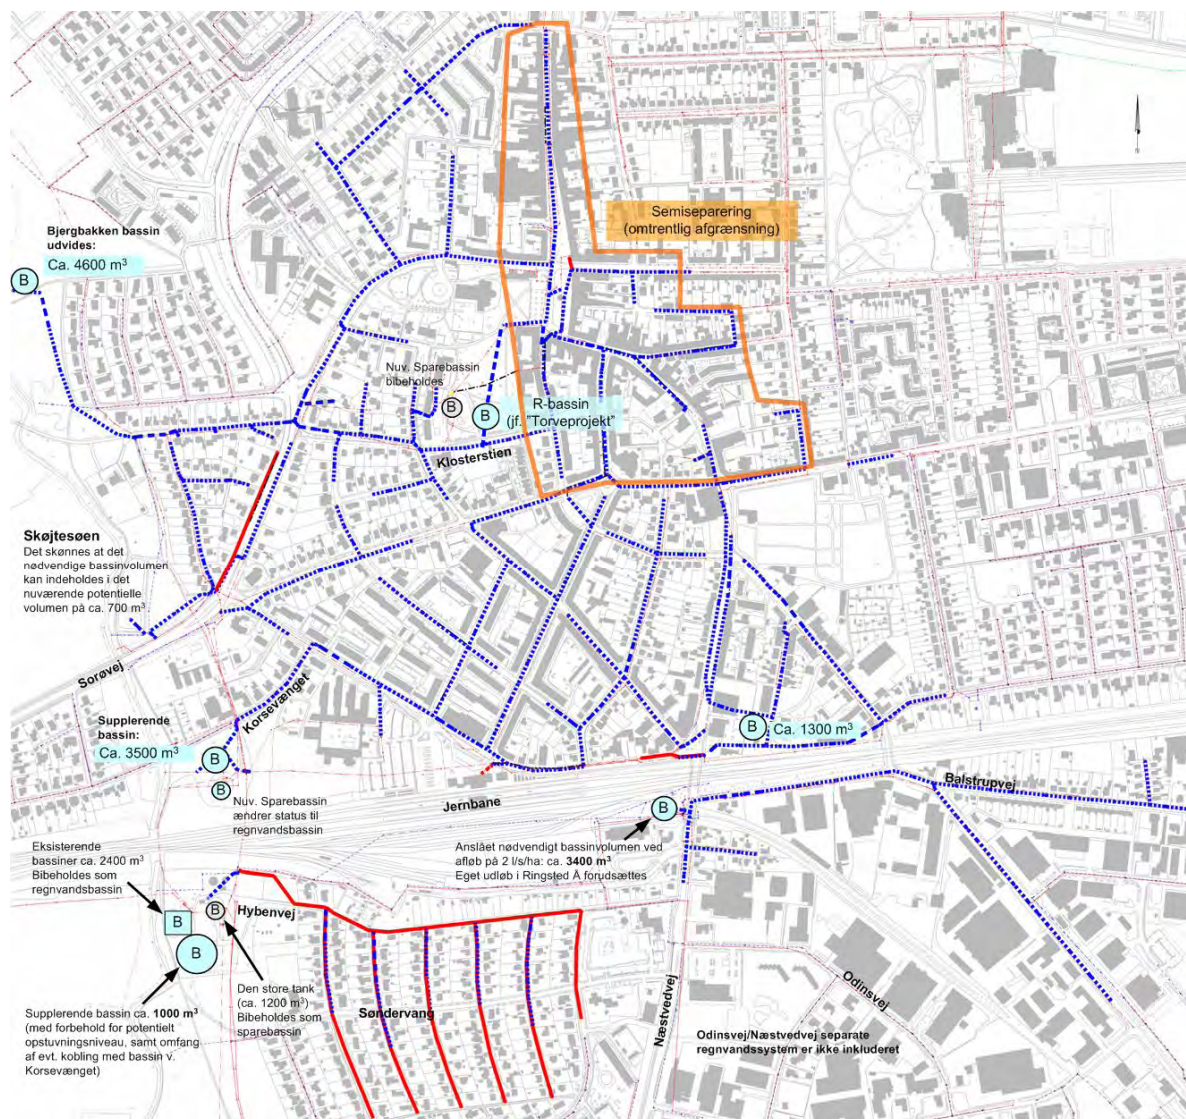 Semiseparering
(omtrentlig afgrænsning)
Bjergbakken bassin
udvides:
Ca. 4600 m³
B
Nuv. Sparebassin
bibeholdes
B
B
R-bassin
(jf. "Torveprojekt"
Klosterstien
Skøjtesøen
Det skønnes at det
nødvendige bassinvolumen
kan indeholdes i det
nuværende potentielle
volumen på ca. 700 m³
Sorøvej
Korsevænget
Supplerende
bassin:
Ca. 3500 m³
B
B
Nuv. Sparebassin
ændrer status til
regnvandsbassin
B
Ca. 1300 m³
Jernbane
Balstrupvej
B
Anslået nødvendigt bassinvolumen ved
afløb på 2 l/s/ha: ca. 3400 m³
Eget udløb i Ringsted Å forudsættes
Eksisterende
bassiner ca. 2400 m³
Bibeholdes som
regnvandsbassin
B
B
Hybenvej
B
Den store tank
(ca. 1200 m³)
Bibeholdes som
sparebassin
Søndervang
Supplerende bassin ca. 1000 m³
(med forbehold for potentielt
opstuvningsniveau, samt omfang
af evt. kobling med bassin v.
Korsevænget)
Næstvedvej
Odinsvej
Odinsvej/Næstvedvej separate
regnvandssystem er ikke inkluderet